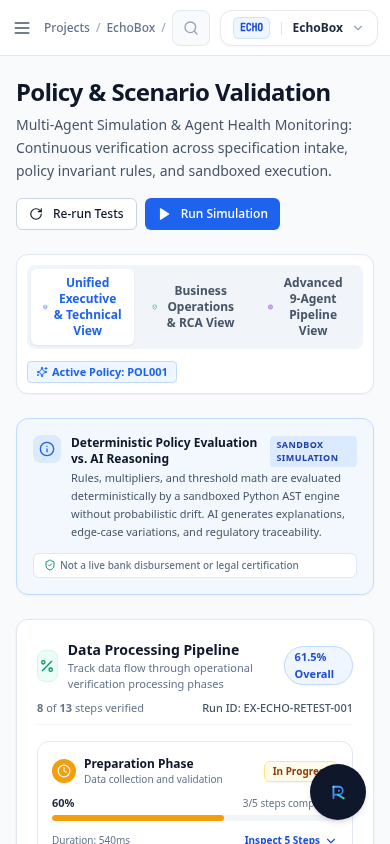 Projects / EchoBox /
ECHO EchoBox
Policy & Scenario Validation
Multi-Agent Simulation & Agent Health Monitoring:
Continuous verification across specification intake,
policy invariant rules, and sandboxed execution.
Re-run Tests
Run Simulation
Unified
Executive
& Technical
View
Business
Operations
& RCA View
Advanced
9-Agent
Pipeline
View
Active Policy: POL001
Deterministic Policy Evaluation
vs. AI Reasoning
SANDBOX
SIMULATION
Rules, multipliers, and threshold math are evaluated
deterministically by a sandboxed Python AST engine
without probabilistic drift. AI generates explanations,
edge-case variations, and regulatory traceability.
Not a live bank disbursement or legal certification
Data Processing Pipeline
Track data flow through operational
verification processing phases
61.5%
Overall
8 of 13 steps verified
Run ID: EX-ECHO-RETEST-001
Preparation Phase
Data collection and validation
In
60%
3/5 steps
Duration: 540ms
Inspect 5 Steps